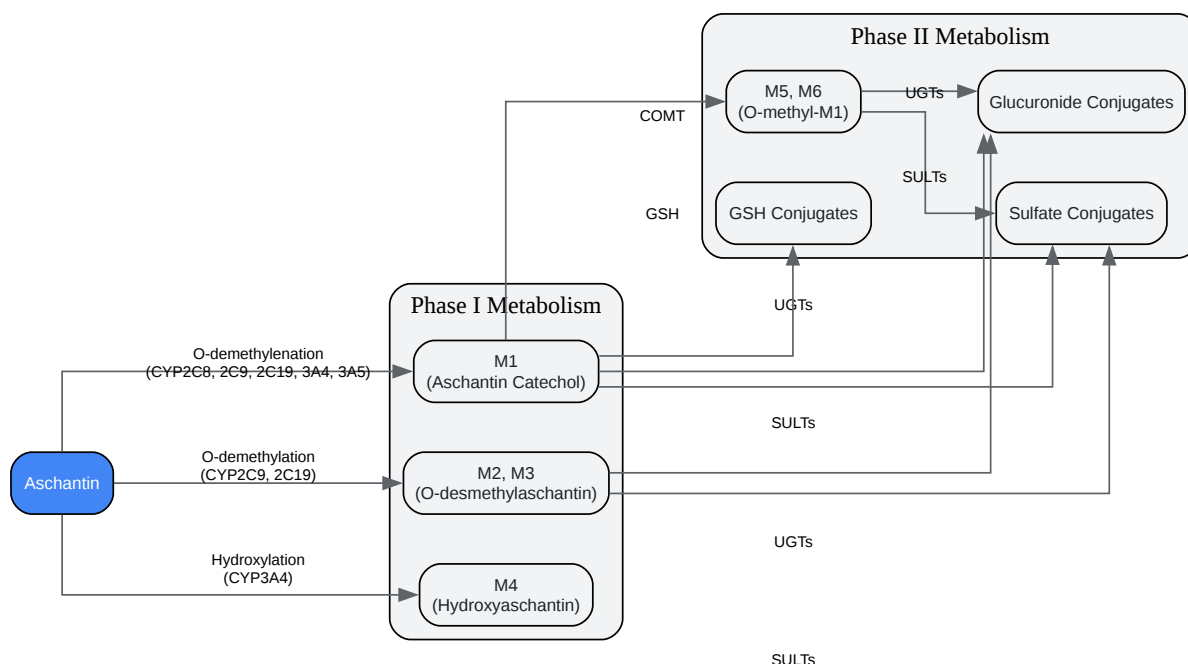 Phase II Metabolism
M5, M6
(O-methyl-M1)
UGTs
Glucuronide Conjugates
COMT
SULTs
GSH
GSH Conjugates
Sulfate Conjugates
Phase I Metabolism
UGTs
O-demethylenation
(CYP2C8, 2C9, 2C19, 3A4, 3A5)
M1
(Aschantin Catechol)
SULTs
Aschantin
O-demethylation
(CYP2C9, 2C19)
M2, M3
(O-desmethylaschantin)
UGTs
Hydroxylation
(CYP3A4)
M4
(Hydroxyaschantin)
SULTs